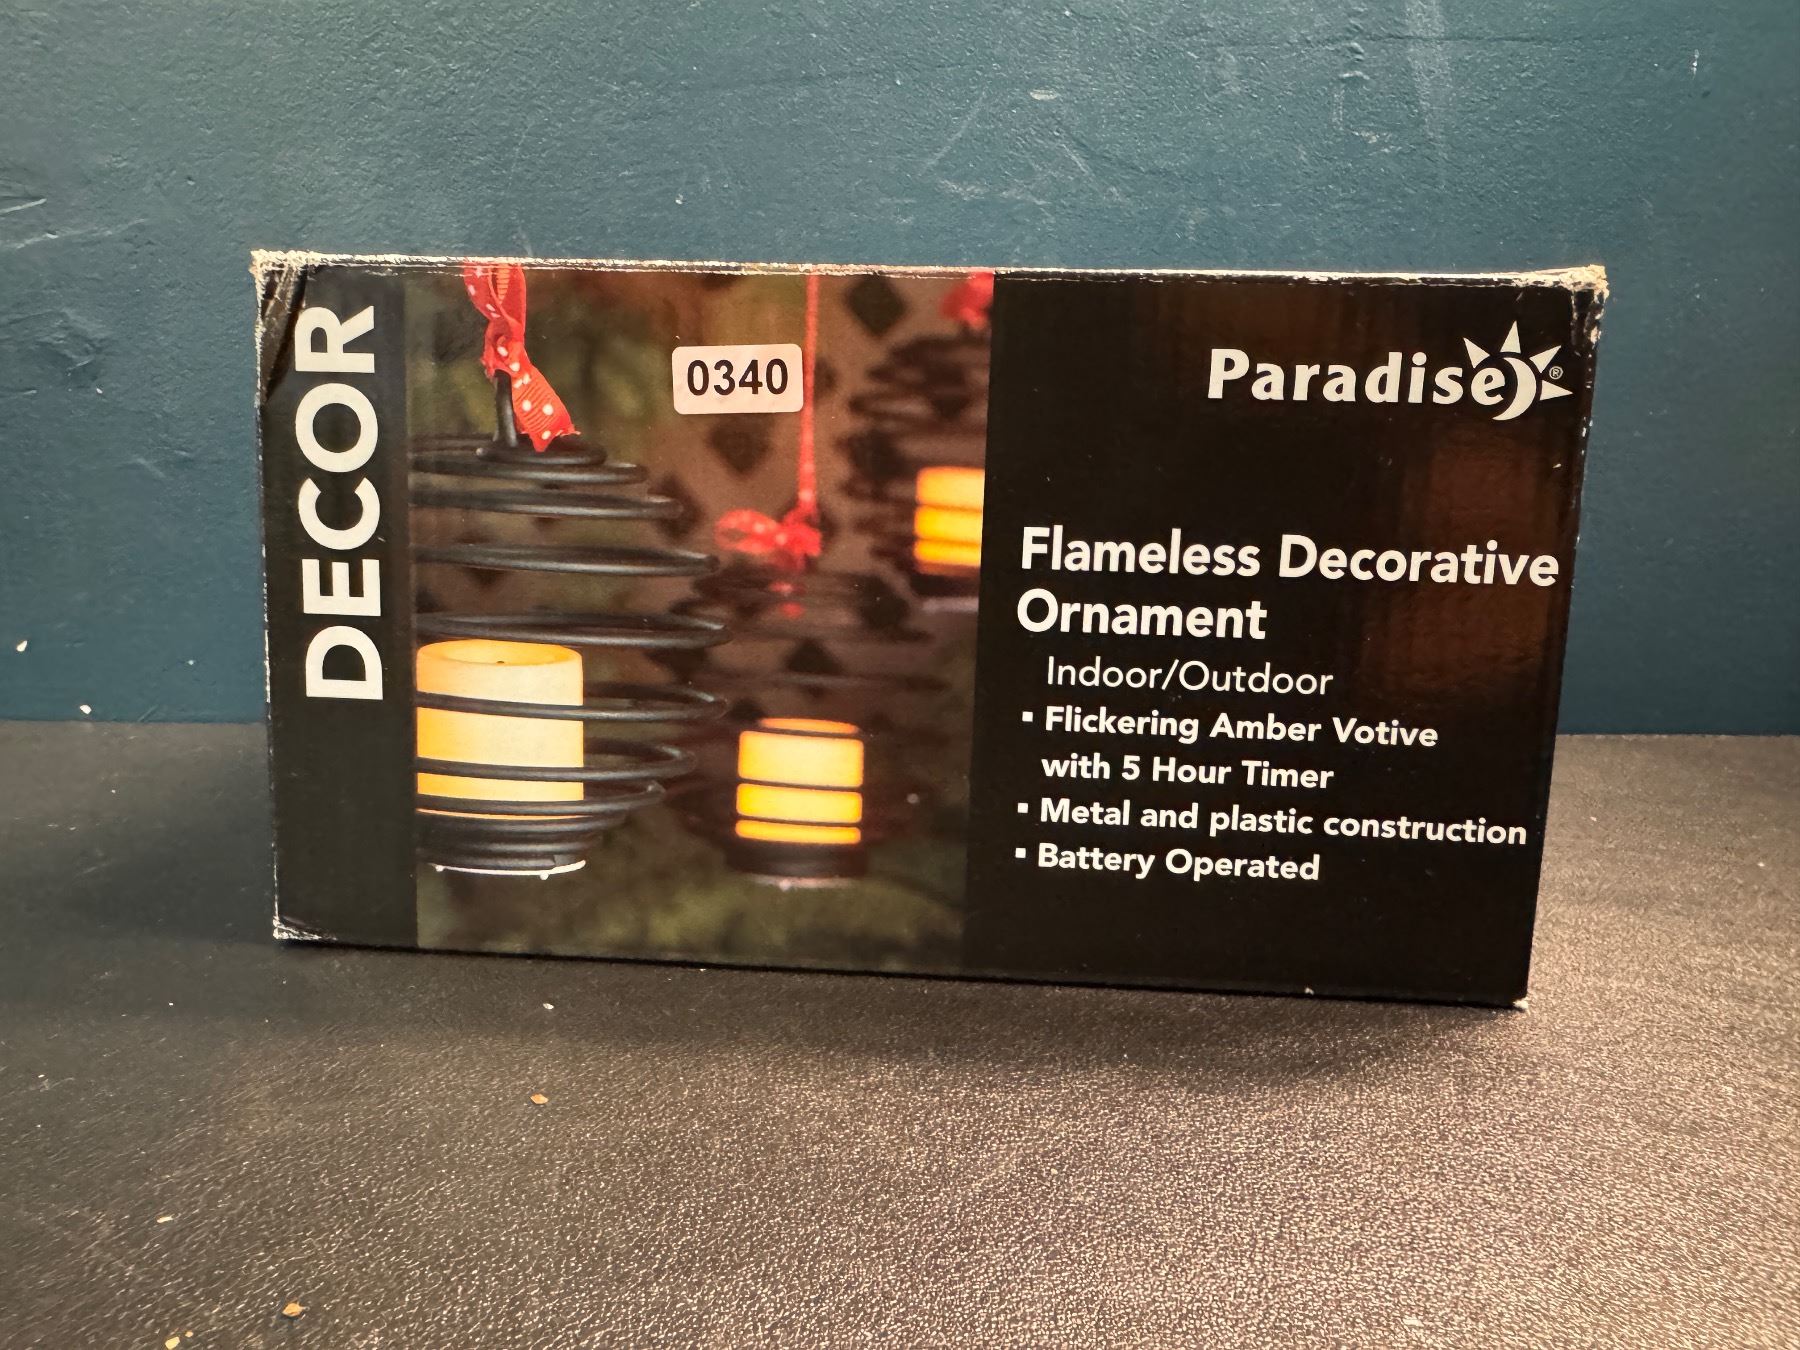 DECOR
0340
Paradise®
Flameless Decorative
Ornament
Indoor/Outdoor
▪ Flickering Amber Votive
with 5 Hour Timer
▪ Metal and plastic construction
▪ Battery Operated